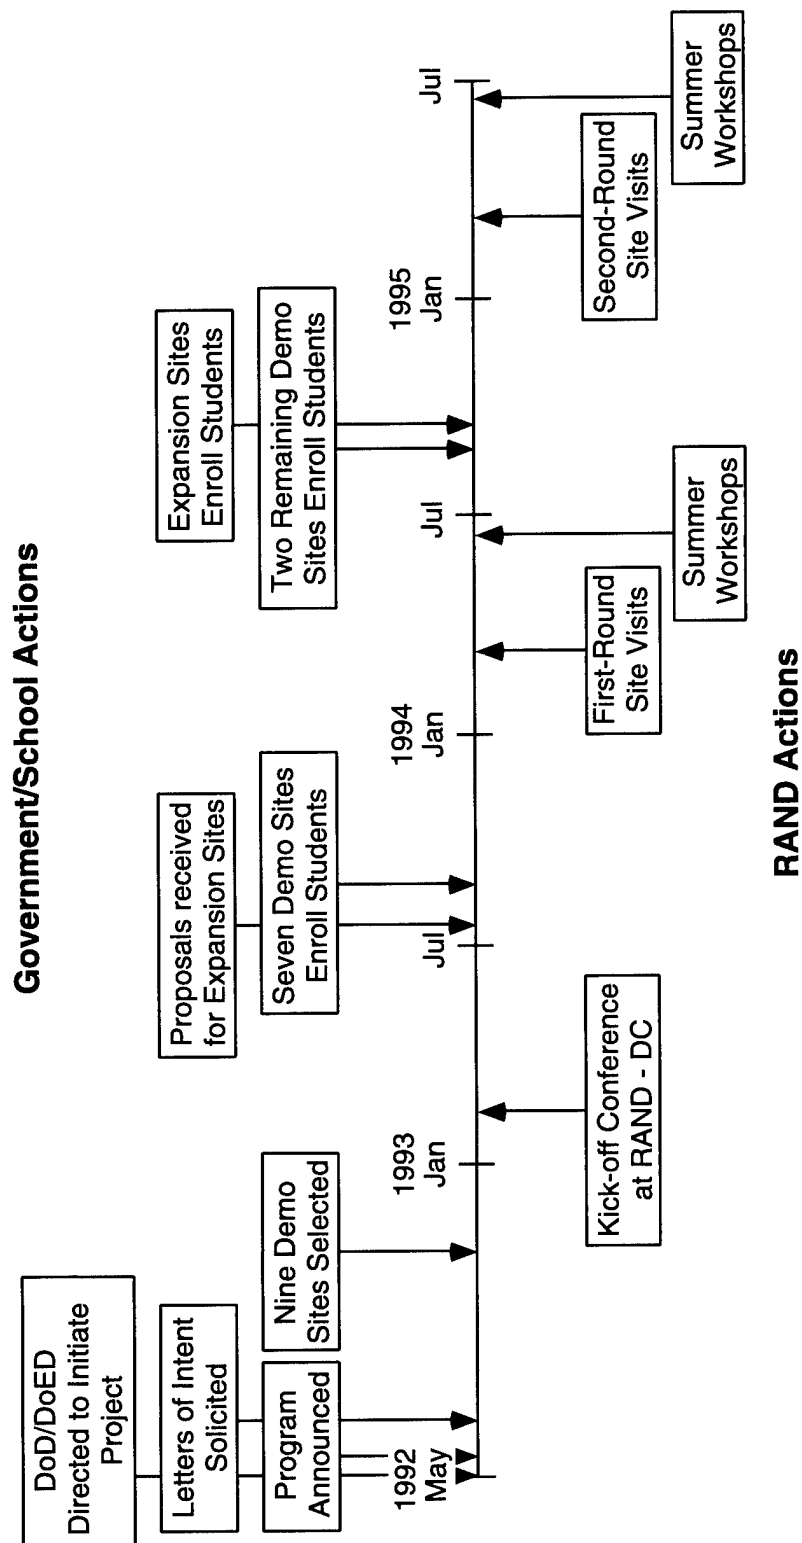 Government/School Actions
DoD/DoED
Directed to Initiate
Project
Letters of Intent
Solicited
Program
Announced
Nine Demo
Sites Selected
Proposals received
for Expansion Sites
Seven Demo Sites
Enroll Students
Expansion Sites
Enroll Students
Two Remaining Demo
Sites Enroll Students
1992
May
1993
Jan
Jul
1994
Jan
Jul
1995
Jan
Jul
Kick-off Conference
at RAND - DC
First-Round
Site Visits
Summer
Workshops
Second-Round
Site Visits
Summer
Workshops
RAND Actions